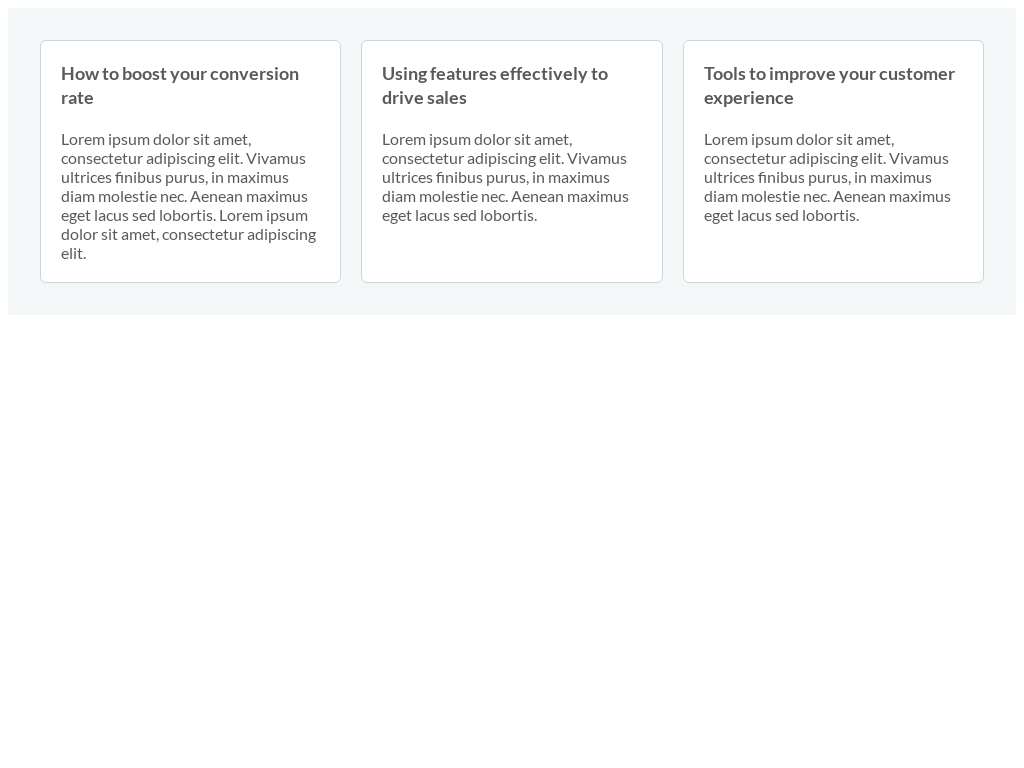 How to boost your conversion
rate
Lorem ipsum dolor sit amet,
consectetur adipiscing elit. Vivamus
ultrices finibus purus, in maximus
diam molestie nec. Aenean maximus
eget lacus sed lobortis. Lorem ipsum
dolor sit amet, consectetur adipiscing
elit.
Using features effectively to
drive sales
Lorem ipsum dolor sit amet,
consectetur adipiscing elit. Vivamus
ultrices finibus purus, in maximus
diam molestie nec. Aenean maximus
eget lacus sed lobortis.
Tools to improve your customer
experience
Lorem ipsum dolor sit amet,
consectetur adipiscing elit. Vivamus
ultrices finibus purus, in maximus
diam molestie nec. Aenean maximus
eget lacus sed lobortis.